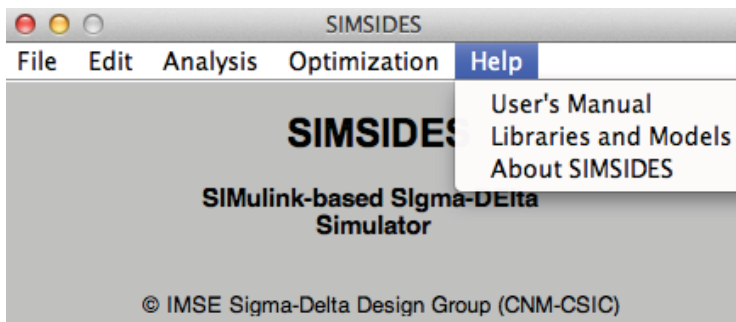 SIMSIDES
File Edit Analysis Optimization Help
User's Manual
Libraries and Models
About SIMSIDES
SIMSIDES
SIMulink-based SIgma-DElta
Simulator
© IMSE Sigma-Delta Design Group (CNM-CSIC)